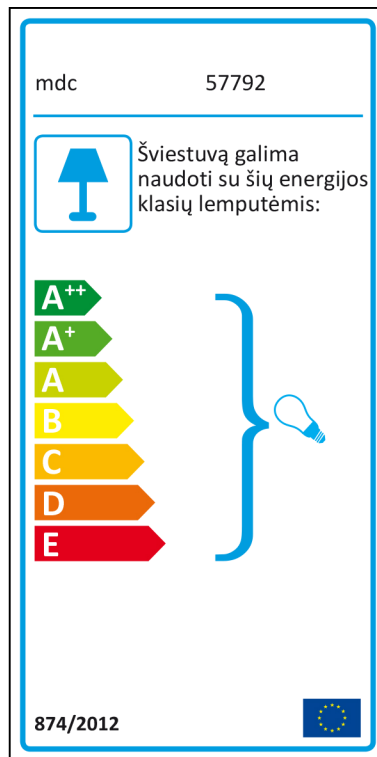 mdc 57792
Šviestuvą galima
naudoti su šių energijos
klasių lemputėmis:
A++
A+
A
B
C
D
E
874/2012